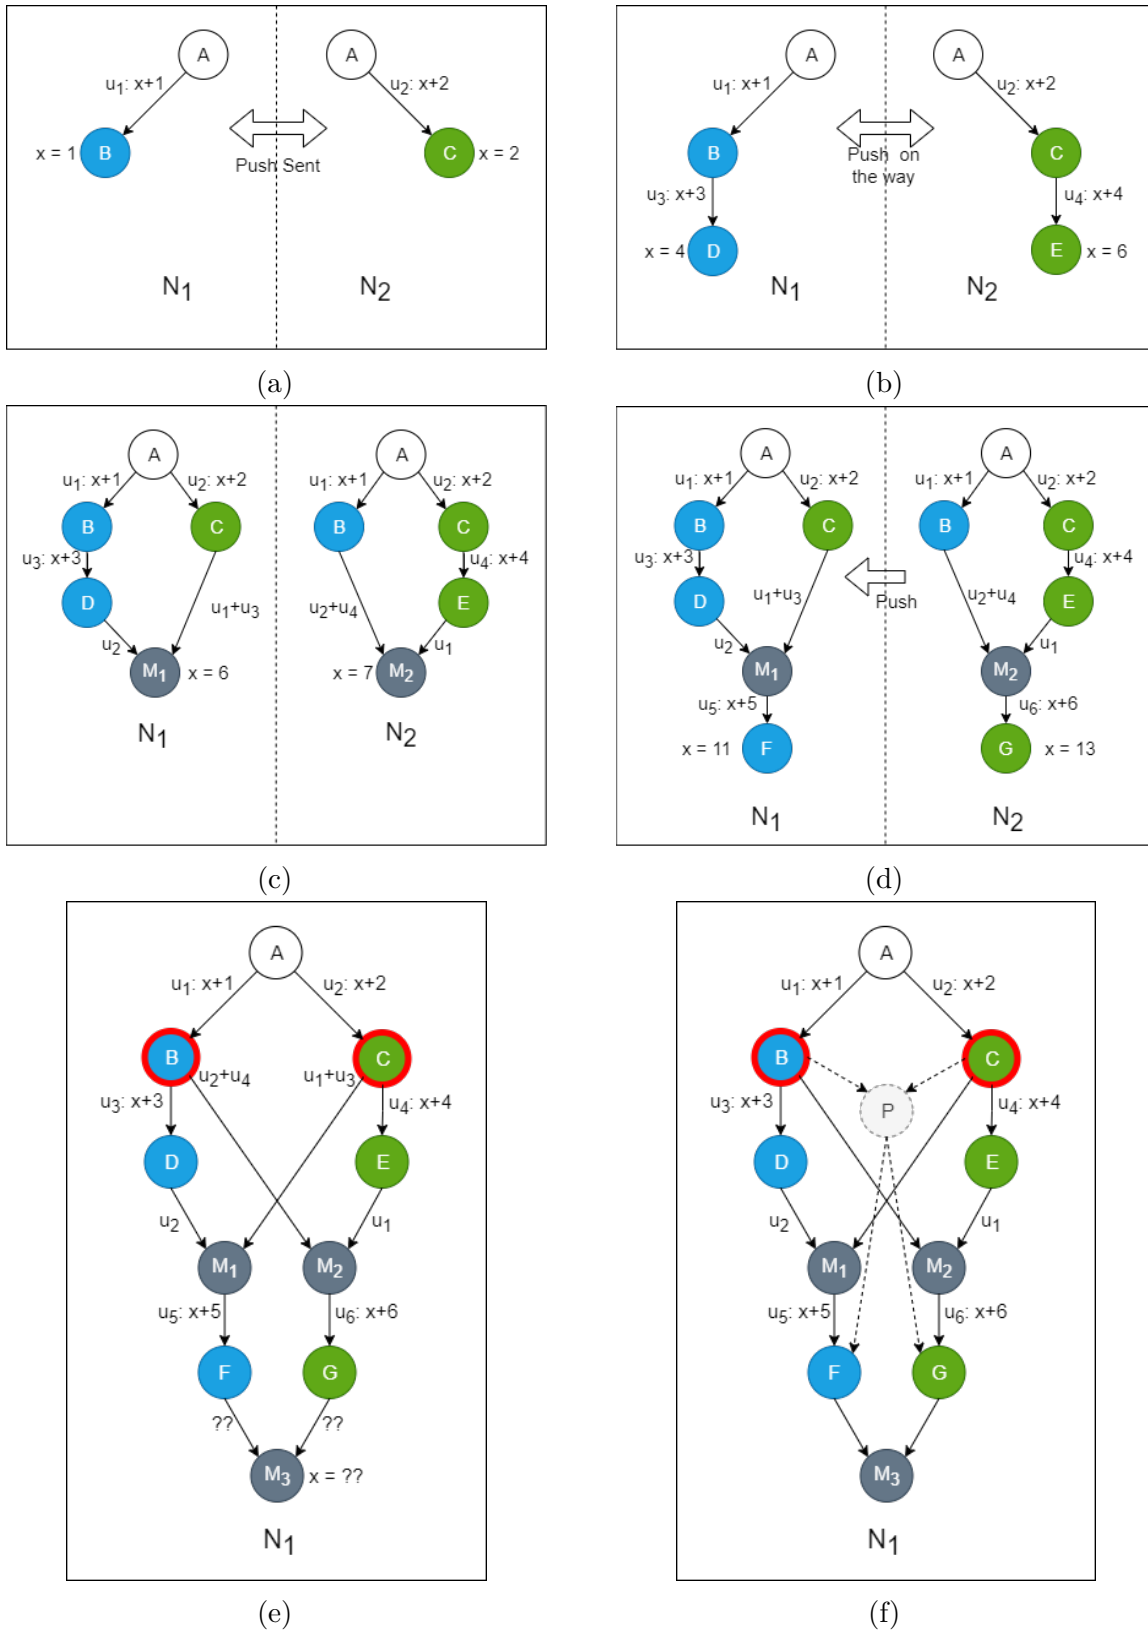 A A
u1: x+1 u2: x+2
x = 1 B C x = 2
Push Sent
N1 N2
(a)
A A
u1: x+1 u2: x+2
B C
Push on
the way
u3: x+3 u4: x+4
x = 4 D E x = 6
N1 N2
(b)
A A
u1: x+1 u2: x+2 u1: x+1 u2: x+2
B C B C
u3: x+3 u4: x+4
D E
u1+u3 u2+u4
u2 u1
M1 x = 6 x = 7 M2
N1 N2
(c)
A A
u1: x+1 u2: x+2 u1: x+1 u2: x+2
B C B C
u3: x+3 u4: x+4
D E
u1+u3 Push u2+u4
u2 u1
M1 M2
u5: x+5 u6: x+6
x = 11 F G x = 13
N1 N2
(d)
A
u1: x+1 u2: x+2
B C
u2+u4 u1+u3
u3: x+3 u4: x+4
D E
u2 u1
M1 M2
u5: x+5 u6: x+6
F G
?? ??
M3 x = ??
N1
(e)
A
u1: x+1 u2: x+2
B C
P
u3: x+3 u4: x+4
D E
u2 u1
M1 M2
u5: x+5 u6: x+6
F G
M3
N1
(f)